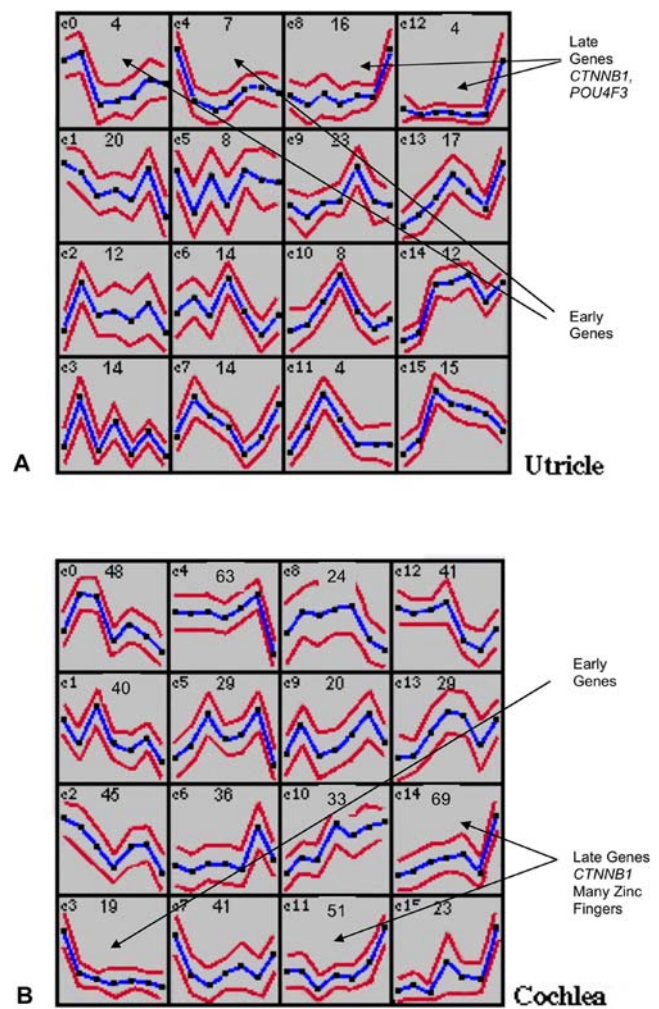 c0 4 c4 7 c8 16 c12 4
Late
Genes
CTNNB1,
POU4F3
c1 20 c5 8 c9 23 c13 17
c2 12 c6 14 c10 8 c14 12
Early
Genes
c3 14 c7 14 c11 4 c15 15
A Utricle
c0 48 c4 63 c8 24 c12 41
Early
Genes
c1 40 c5 29 c9 20 c13 29
c2 45 c6 36 c10 33 c14 69
Late Genes
CTNNB1
Many Zinc
Fingers
c3 19 c7 41 c11 51 c15 23
B Cochlea